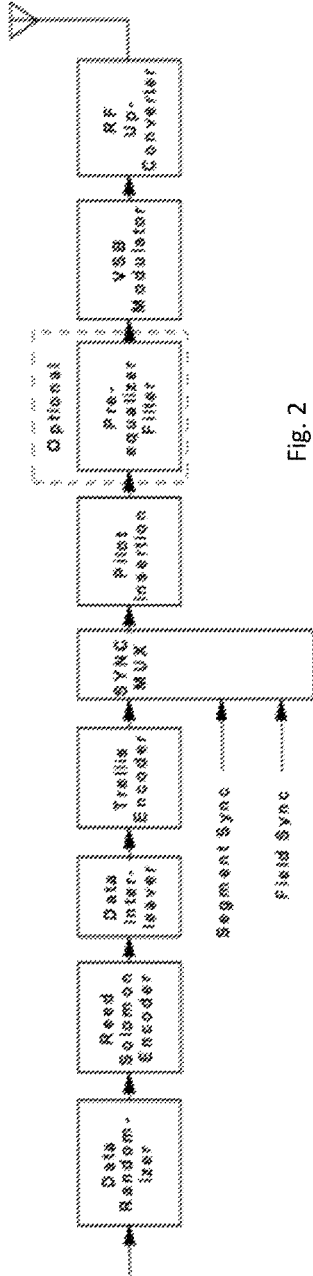 Data
Random-
izer
Reed
Solomon
Encoder
Data
Inter-
leaver
Trellis
Encoder
SYNC
MUX
Segment Sync
Field Sync
Pilot
Insertion
Optional
Pre-
equalizer
Filter
VSB
Modulator
RF
Up-
Converter
Fig. 2